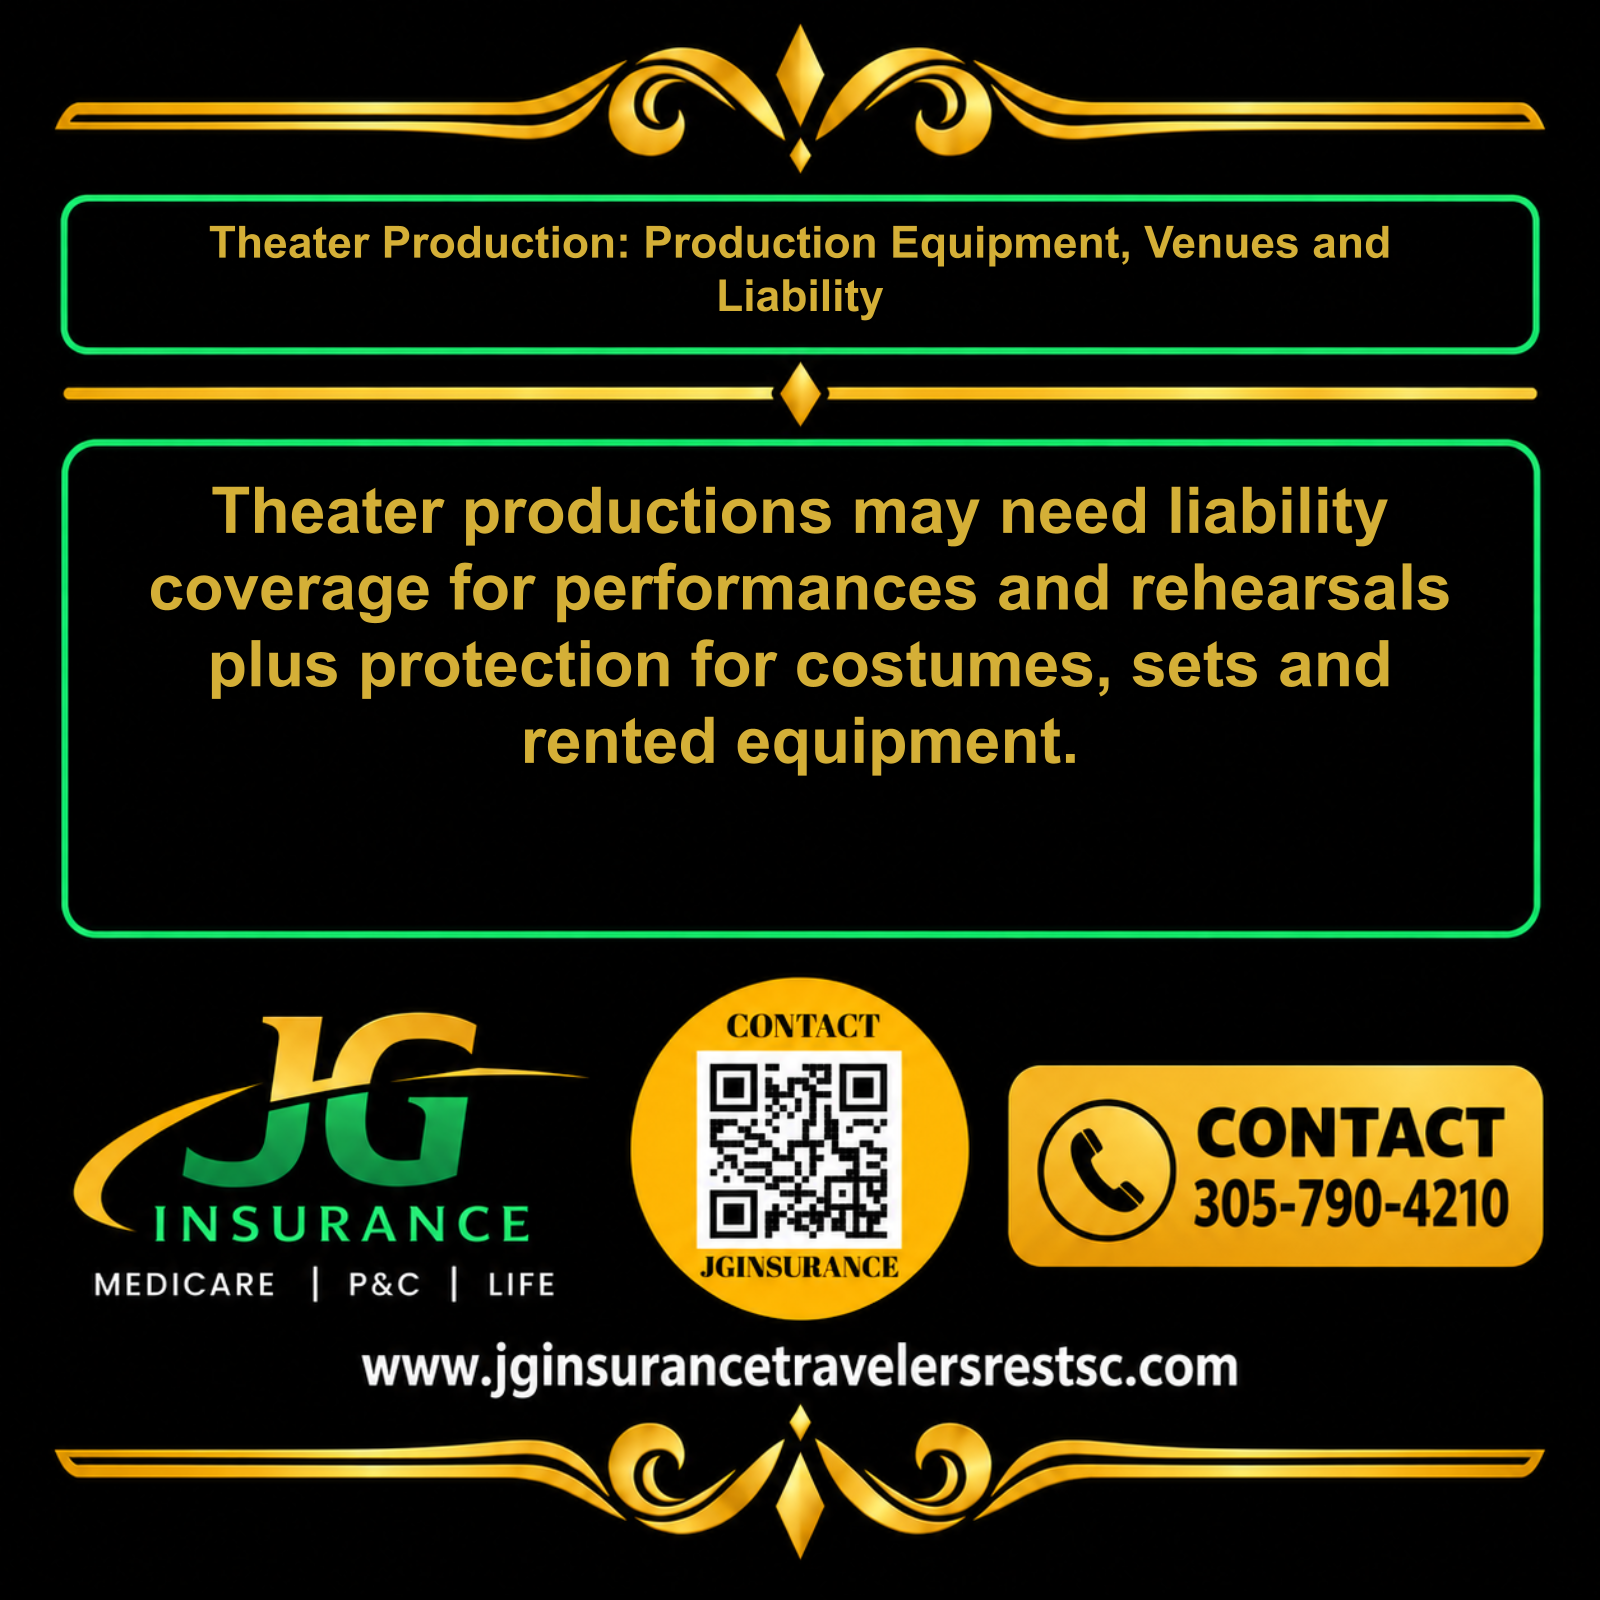 Theater Production: Production Equipment, Venues and
Liability
Theater productions may need liability
coverage for performances and rehearsals
plus protection for costumes, sets and
rented equipment.
JG
INSURANCE
MEDICARE | P&C | LIFE
CONTACT
JGINSURANCE
CONTACT
305-790-4210
www.jginsurancetravelersrestsc.com